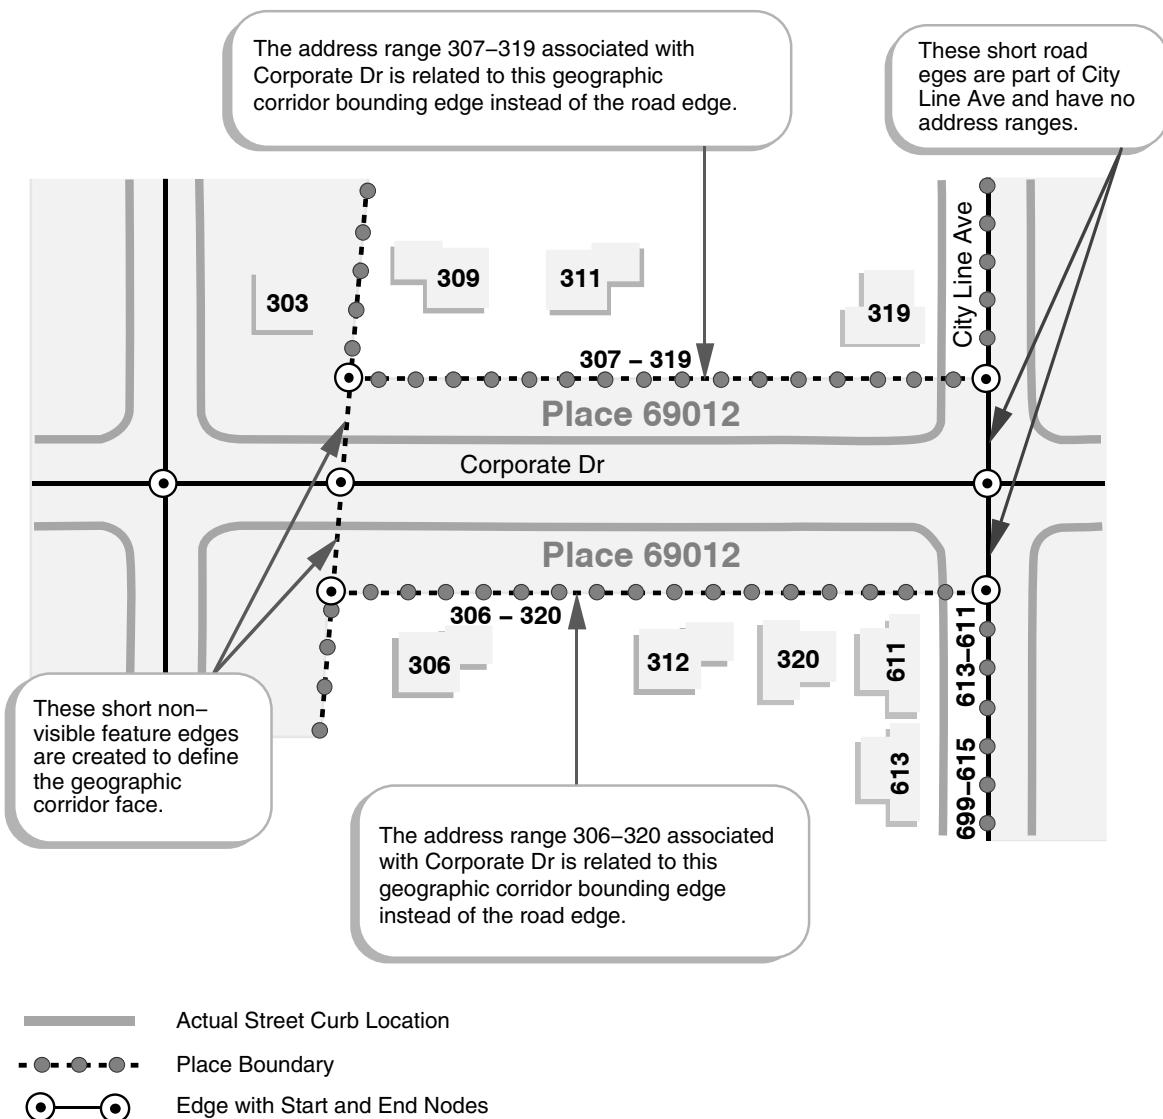 The address range 307–319 associated with
Corporate Dr is related to this geographic
corridor bounding edge instead of the road edge.
These short road
eges are part of City
Line Ave and have no
address ranges.
City Line Ave
303
309
311
319
307 – 319
Place 69012
Corporate Dr
Place 69012
306 – 320
306
312
320
611
613
613–611
699–615
These short non–
visible feature edges
are created to define
the geographic
corridor face.
The address range 306–320 associated
with Corporate Dr is related to this
geographic corridor bounding edge
instead of the road edge.
Actual Street Curb Location
Place Boundary
Edge with Start and End Nodes